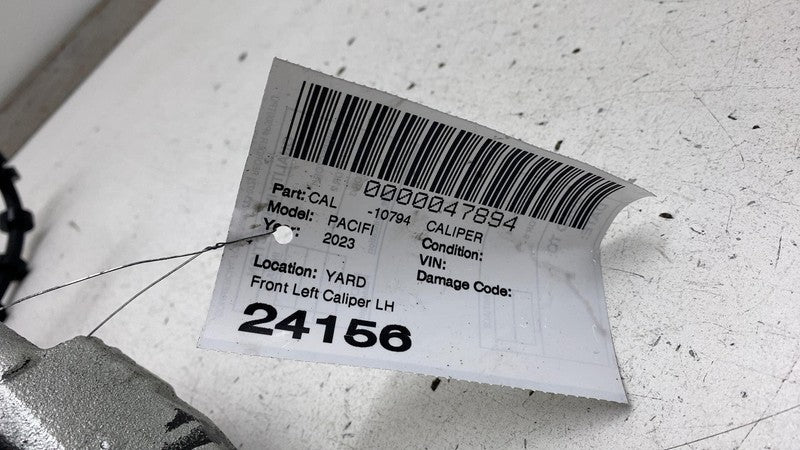 0000047894
Part: CAL -10794 CALIPER
Model: PACIFI Condition:
Year: 2023 VIN:
Damage Code:
Location: YARD
Front Left Caliper LH
24156